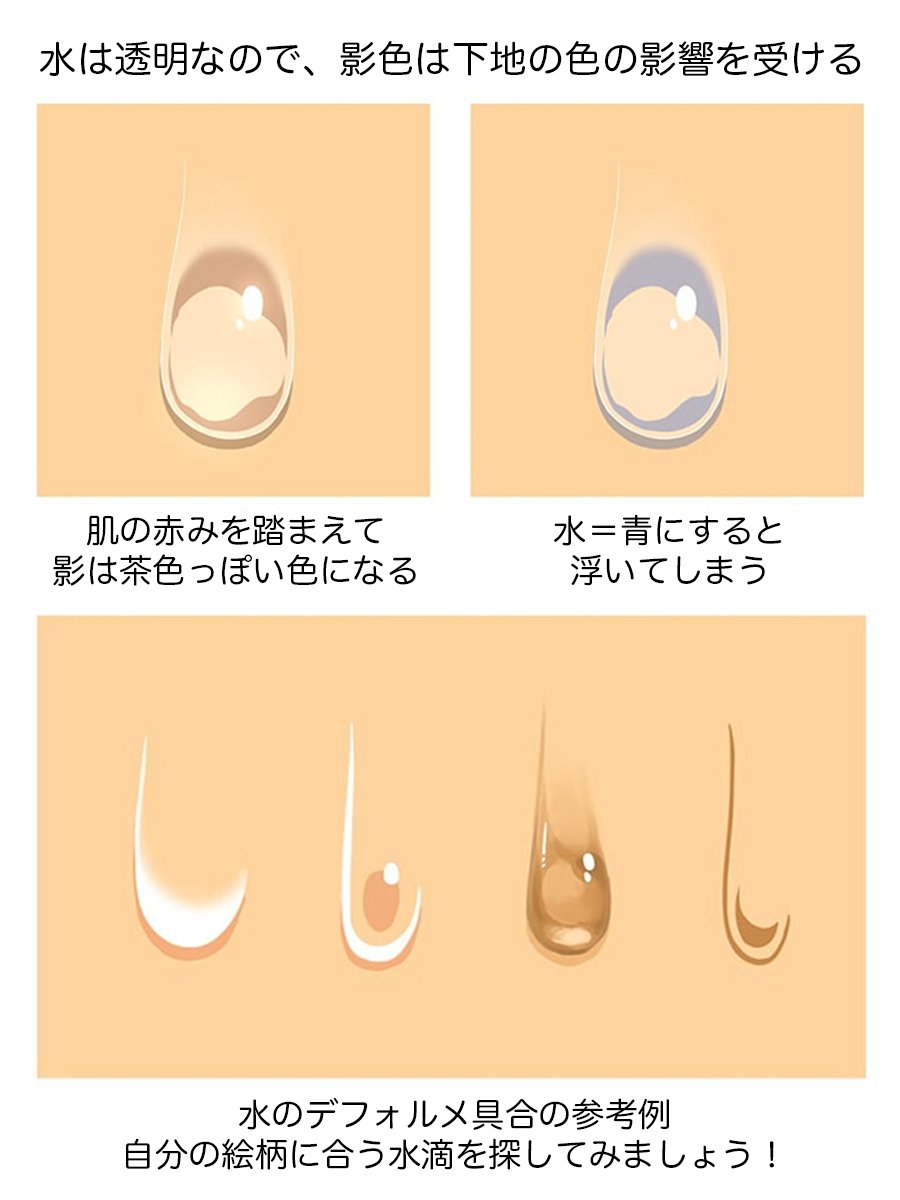 水は透明なので、影色は下地の色の影響を受ける
肌の赤みを踏まえて
影は茶色っぽい色になる
水＝青にすると
浮いてしまう
水のデフォルメ具合の参考例
自分の絵柄に合う水滴を探してみましょう！